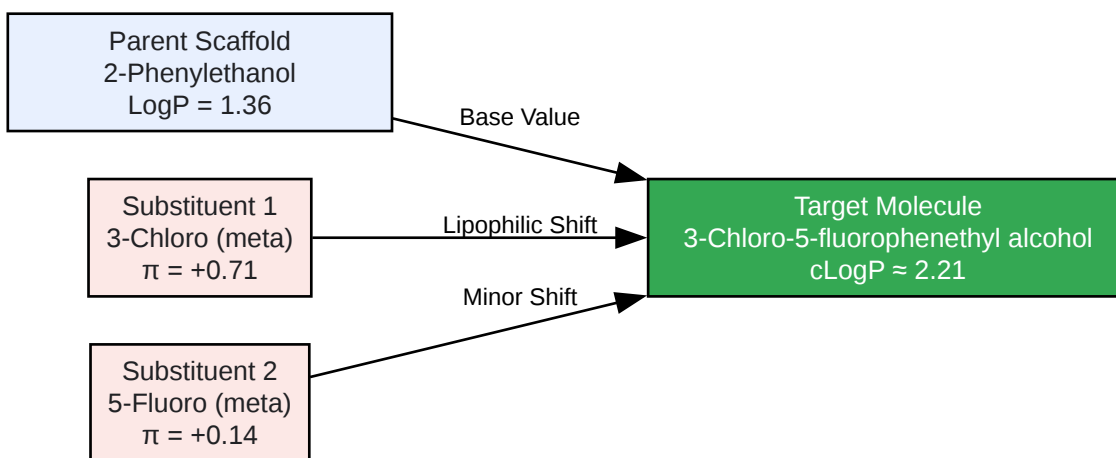 Parent Scaffold
2-Phenylethanol
LogP = 1.36
Base Value
Substituent 1
3-Chloro (meta)
π = +0.71
Lipophilic Shift
Target Molecule
3-Chloro-5-fluorophenethyl alcohol
cLogP ≈ 2.21
Minor Shift
Substituent 2
5-Fluoro (meta)
π = +0.14